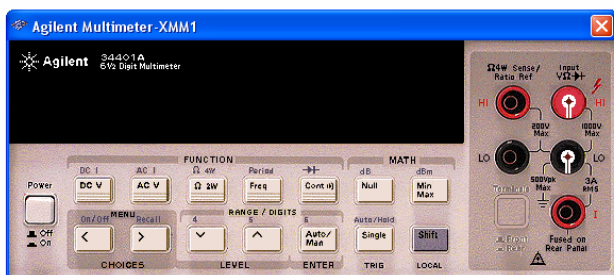 Agilent Multimeter-XMM1
Agilent 34401A
6½ Digit Multimeter
Ω4W Sense/
Ratio Ref
Input
VΩ
HI
HI
200V
Max
1000V
Max
LO
LO
500Vpk
Max
3A
RMS
Terminals
I
Front
Rear
Fused on
Rear Panel
FUNCTION
MATH
DC I
AC I
Ω 4W
Period
dB
dBm
Power
DC V
AC V
Ω 2W
Freq
Cont
Null
Min
Max
On/Off
MENU
Recall
RANGE / DIGITS
4
5
6
Auto/Hold
Off
On
<
>
Auto/
Man
Single
Shift
CHOICES
LEVEL
ENTER
TRIG
LOCAL